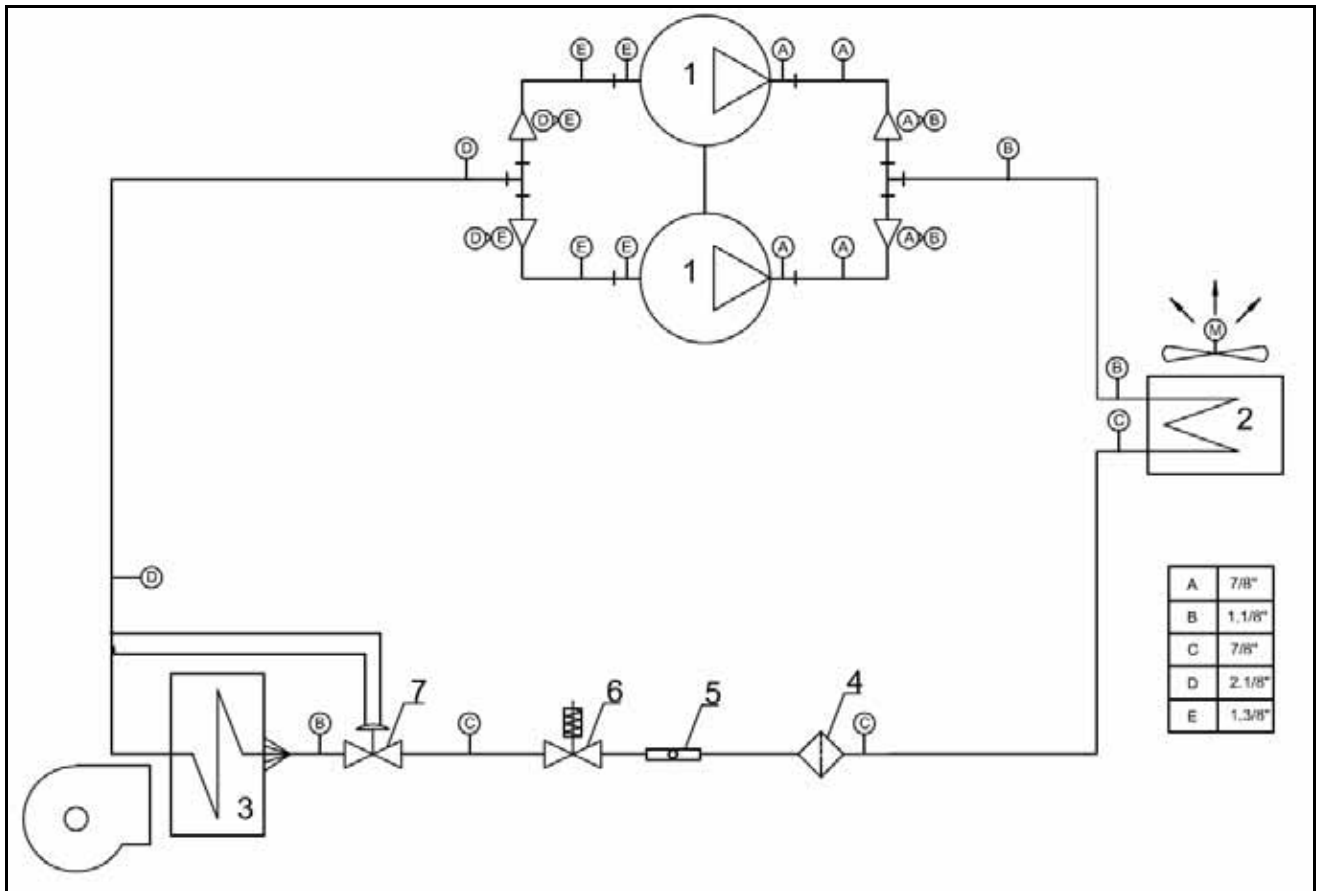 E E 1 A A
D E A B
D B
D E A B
E E 1 A A
M
B
2
C
D
A 7/8"
B 1.1/8"
C 7/8"
D 2.1/8"
E 1.3/8"
7 6 5 4
B C C
3